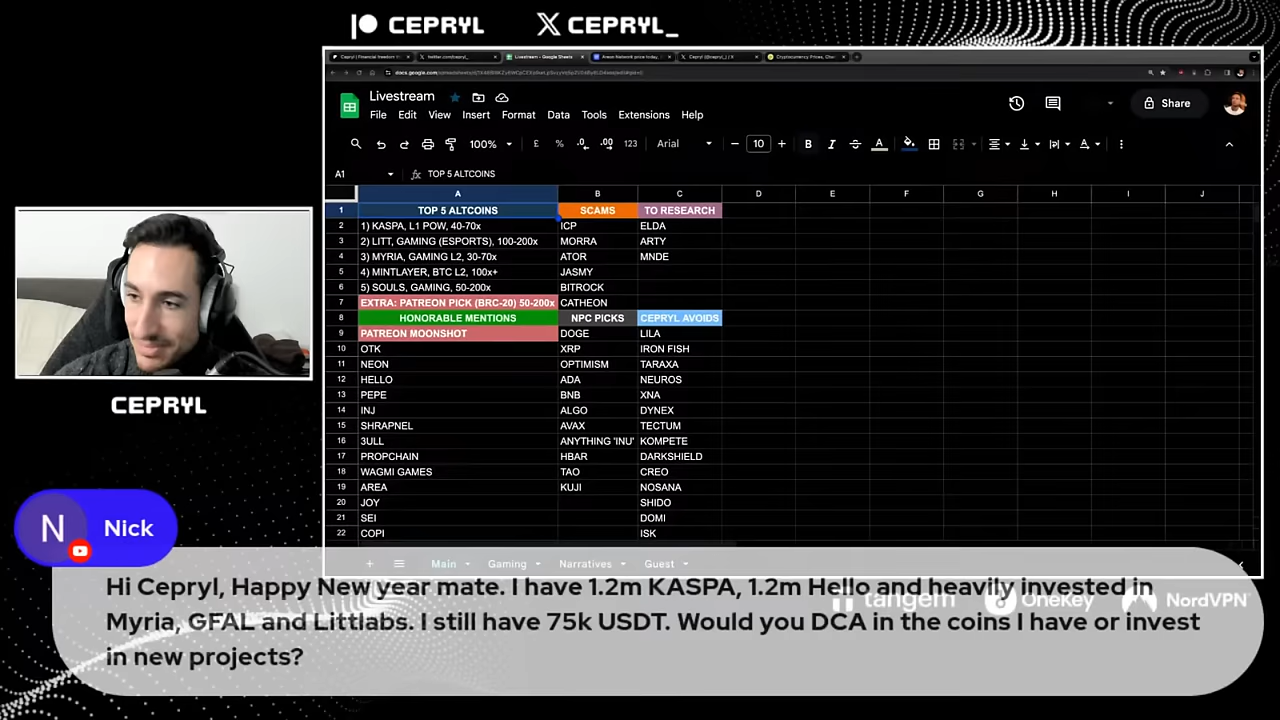 CEPRYL
CEPRYL_
Livestream
File Edit View Insert Format Data Tools Extensions Help
Share
100% £ % .0 .00 123 Arial 10 B I A
A1 fx TOP 5 ALTCOINS
A B C D E F G H I J
1 TOP 5 ALTCOINS SCAMS TO RESEARCH
2 1) KASPA, L1 POW, 40-70x ICP ELDA
3 2) LITT, GAMING (ESPORTS), 100-200x MORRA ARTY
4 3) MYRIA, GAMING L2, 30-70x ATOR MNDE
5 4) MINTLAYER, BTC L2, 100x+ JASMY
6 5) SOULS, GAMING, 50-200x BITROCK
7 EXTRA: PATREON PICK (BRC-20) 50-200x CATHEON
8 HONORABLE MENTIONS NPC PICKS CEPRYL AVOIDS
9 PATREON MOONSHOT DOGE LILA
10 OTK XRP IRON FISH
11 NEON OPTIMISM TARAXA
12 HELLO ADA NEUROS
13 PEPE BNB XNA
14 INJ ALGO DYNEX
15 SHRAPNEL AVAX TECTUM
16 3ULL ANYTHING 'INU' KOMPETE
17 PROPCHAIN HBAR DARKSHIELD
18 WAGMI GAMES TAO CREO
19 AREA KUJI NOSANA
20 JOY SHIDO
21 SEI DOMI
22 COPI ISK
Main Gaming Narratives Guest
CEPRYL
N Nick
Hi Cepryl, Happy New year mate. I have 1.2m KASPA, 1.2m Hello and heavily invested in
Myria, GFAL and Littlabs. I still have 75k USDT. Would you DCA in the coins I have or invest
in new projects?
tangem OneKey NordVPN